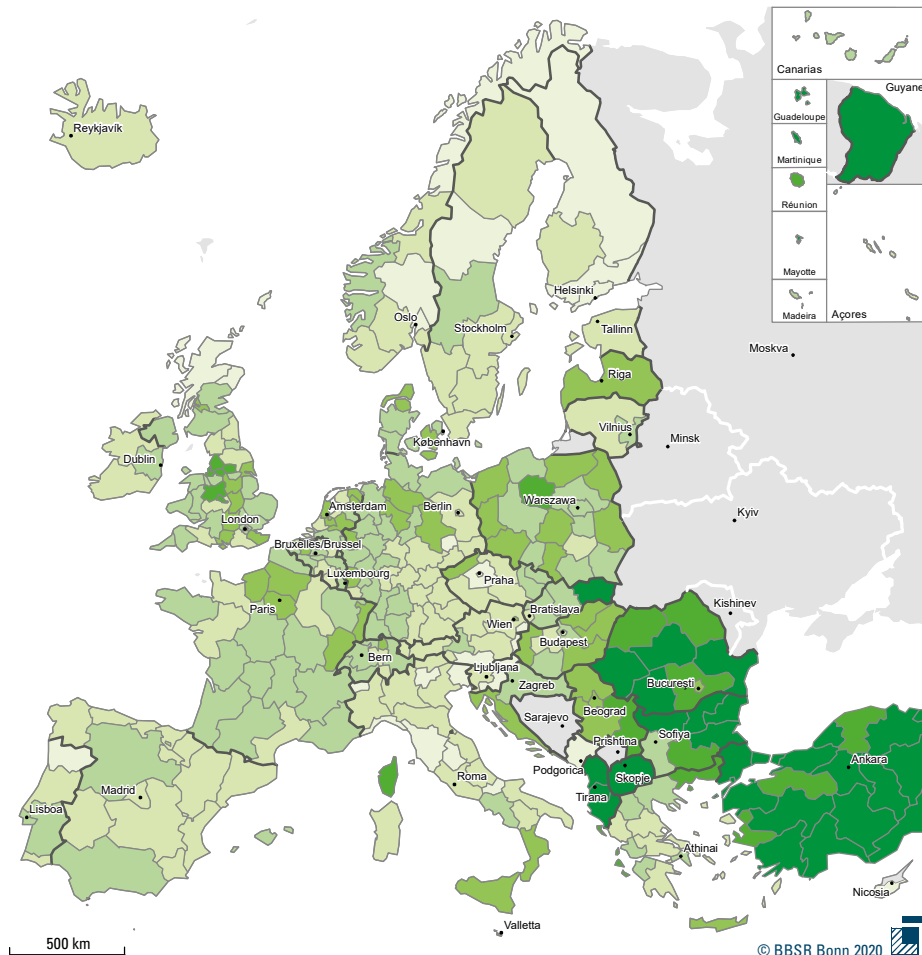 Canarias
Guyane
Guadeloupe
Martinique
Réunion
Mayotte
Madeira
Açores
Reykjavík
Helsinki
Oslo
Stockholm
Tallinn
Moskva
Riga
København
Vilnius
Minsk
Dublin
Warszawa
London
Amsterdam
Berlin
Kyiv
Bruxelles/Brussel
Luxembourg
Praha
Kishinev
Paris
Bratislava
Wien
Budapest
Bern
Ljubljana
Zagreb
Bucureşti
Beograd
Sarajevo
Prishtina
Sofiya
Podgorica
Skopje
Ankara
Roma
Tirana
Madrid
Lisboa
Athinai
Nicosia
Valletta
500 km
© BBSR Bonn 2020